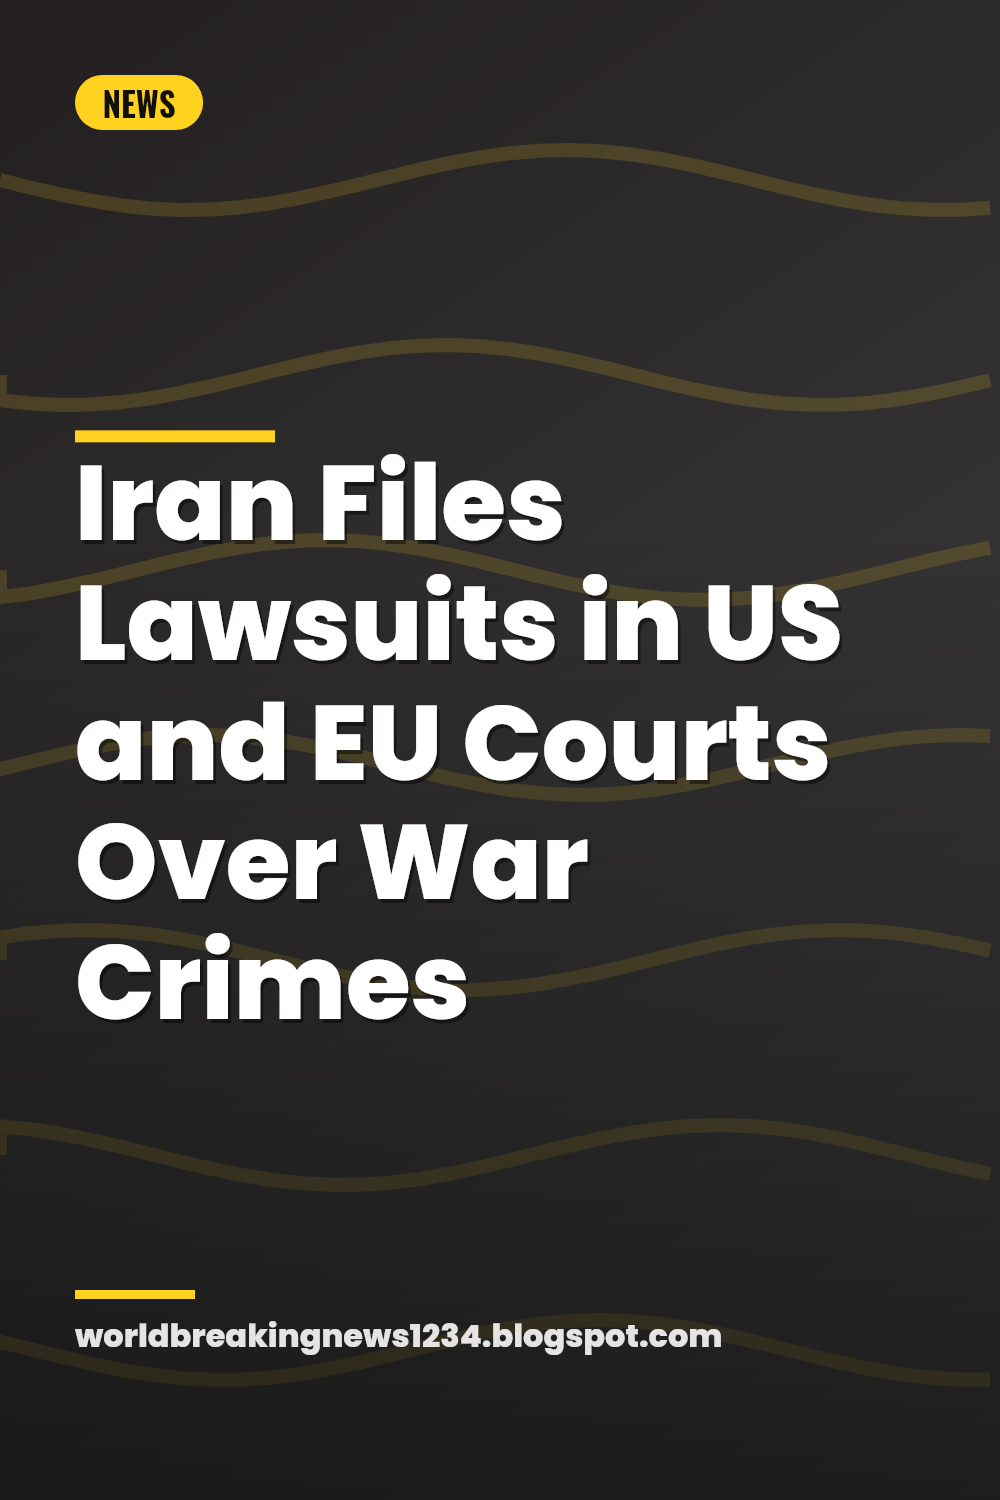 NEWS
Iran Files
Lawsuits in US
and EU Courts
Over War
Crimes
worldbreakingnews1234.blogspot.com